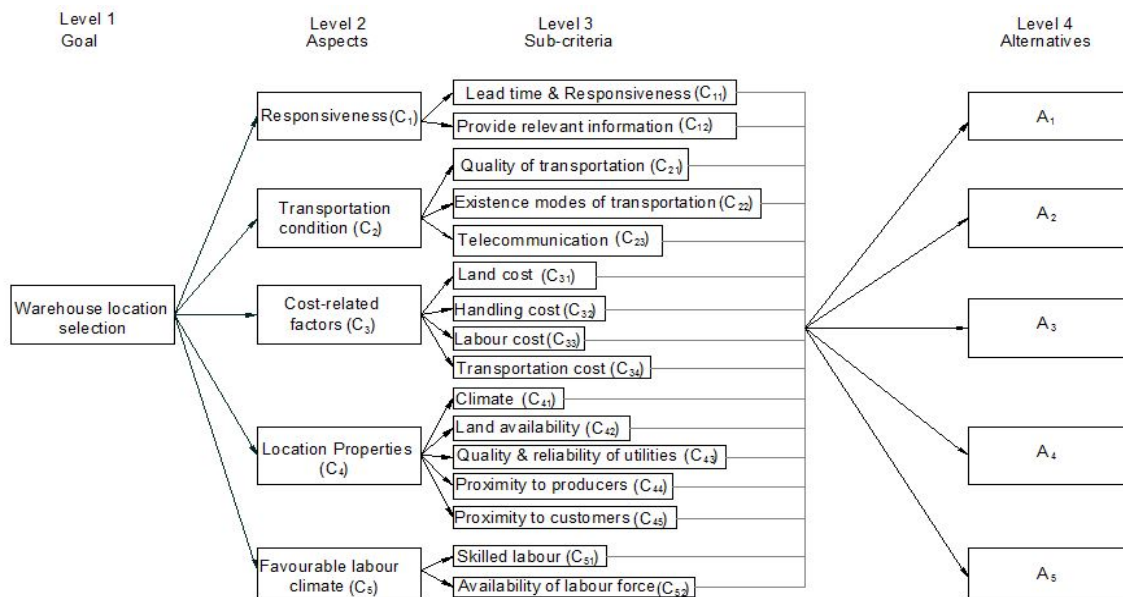 Level 1
Goal
Level 2
Aspects
Level 3
Sub-criteria
Level 4
Alternatives
Warehouse location
selection
Responsiveness(C₁)
Transportation
condition (C₂)
Cost-related
factors (C₃)
Location Properties
(C₄)
Favourable labour
climate (C₅)
Lead time & Responsiveness(C₁₁)
Provide relevant information (C₁₂)
Quality of transportation (C₂₁)
Existence modes of transportation(C₂₂)
Telecommunication (C₂₃)
Land cost (C₃₁)
Handling cost(C₃₂)
Labour cost(C₃₃)
Transportation cost (C₃₄)
Climate (C₄₁)
Land availability (C₄₂)
Quality & reliability of utilities (C₄₃)
Proximity to producers (C₄₄)
Proximity to customers (C₄₅)
Skilled labour (C₅₁)
Availability of labour force(C₅₂)
A₁
A₂
A₃
A₄
A₅